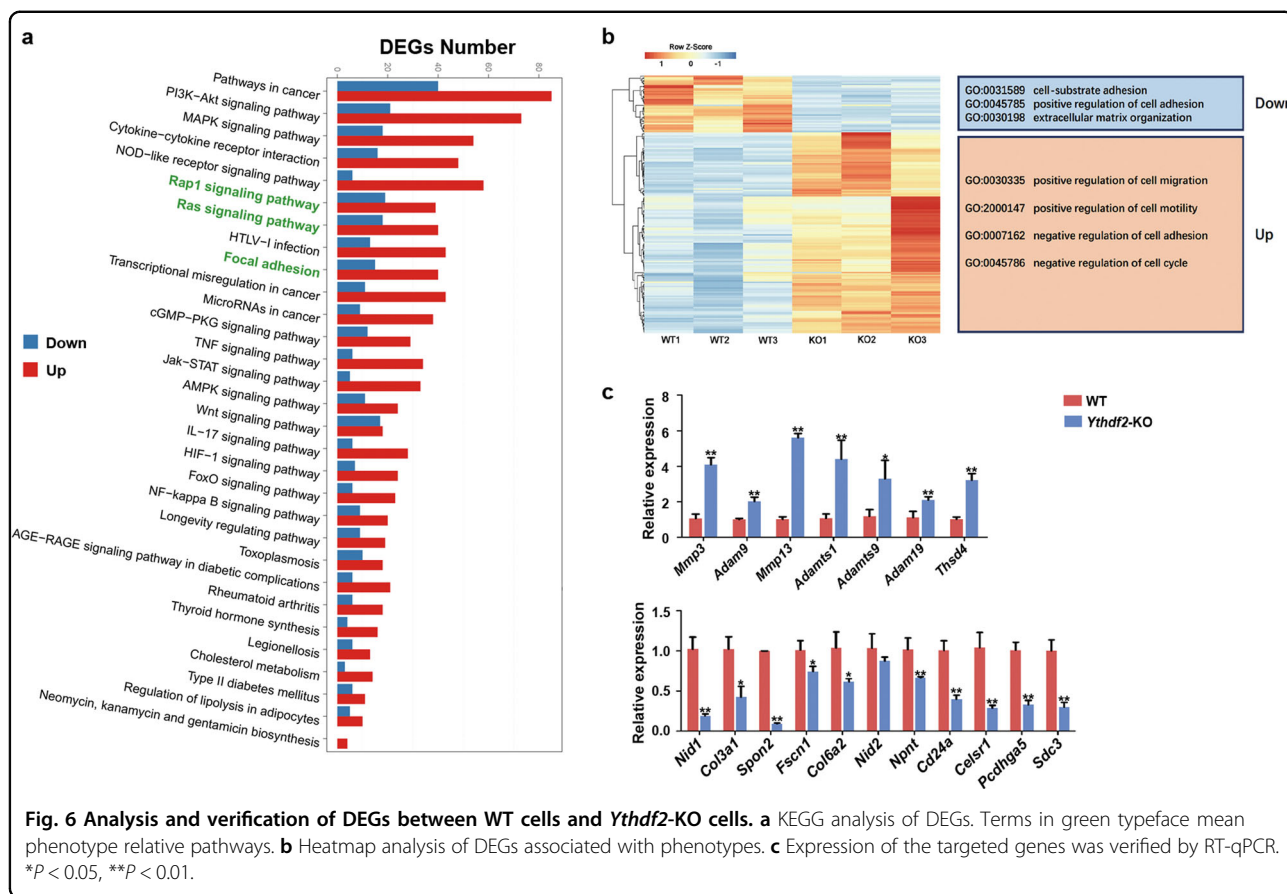 a
DEGs Number
0 20 40 60 80
Pathways in cancer
PI3K−Akt signaling pathway
MAPK signaling pathway
Cytokine−cytokine receptor interaction
NOD−like receptor signaling pathway
Rap1 signaling pathway
Ras signaling pathway
HTLV−I infection
Focal adhesion
Transcriptional misregulation in cancer
MicroRNAs in cancer
cGMP−PKG signaling pathway
TNF signaling pathway
Jak−STAT signaling pathway
AMPK signaling pathway
Wnt signaling pathway
IL−17 signaling pathway
HIF−1 signaling pathway
FoxO signaling pathway
NF−kappa B signaling pathway
Longevity regulating pathway
Toxoplasmosis
AGE−RAGE signaling pathway in diabetic complications
Rheumatoid arthritis
Thyroid hormone synthesis
Legionellosis
Cholesterol metabolism
Type II diabetes mellitus
Regulation of lipolysis in adipocytes
Neomycin, kanamycin and gentamicin biosynthesis
Down
Up
b
Row Z-Score
1 0 -1
WT1 WT2 WT3 KO1 KO2 KO3
GO:0031589 cell-substrate adhesion
GO:0045785 positive regulation of cell adhesion
GO:0030198 extracellular matrix organization
Down
GO:0030335 positive regulation of cell migration
GO:2000147 positive regulation of cell motility
GO:0007162 negative regulation of cell adhesion
GO:0045786 negative regulation of cell cycle
Up
c
WT
Ythdf2-KO
Relative expression
8
6
4
2
0
** ** ** ** * ** **
Mmp3 Adam9 Mmp13 Adamts1 Adamts9 Adam19 Thsd4
Relative expression
1.5
1.0
0.5
0.0
** * ** * * ** ** ** ** **
Nid1 Col3a1 Spon2 Fscn1 Col6a2 Nid2 Npnt Cd24a Celsr1 Pcdhga5 Sdc3
Fig. 6 Analysis and verification of DEGs between WT cells and Ythdf2-KO cells. a KEGG analysis of DEGs. Terms in green typeface mean
phenotype relative pathways. b Heatmap analysis of DEGs associated with phenotypes. c Expression of the targeted genes was verified by RT-qPCR.
*P < 0.05, **P < 0.01.